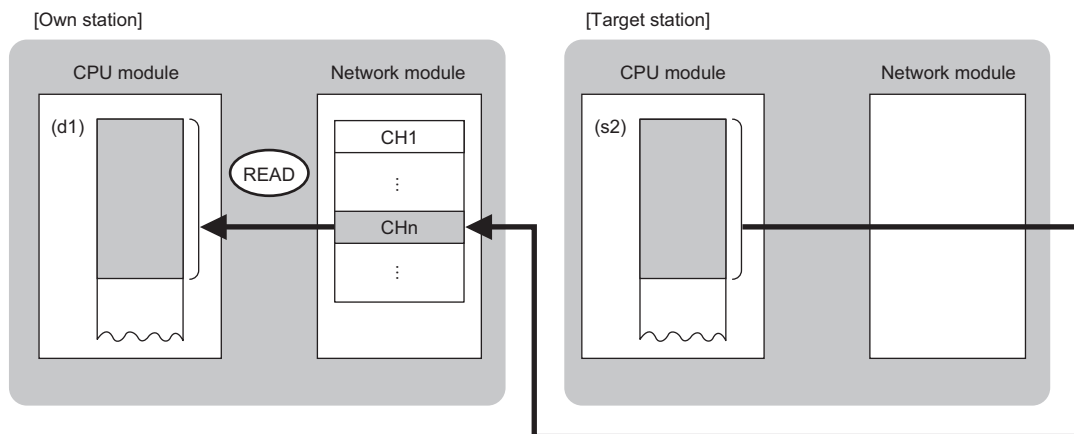 [Own station]
[Target station]
CPU module
Network module
CPU module
Network module
(d1)
CH1
(s2)
READ
⋮
CHn
⋮